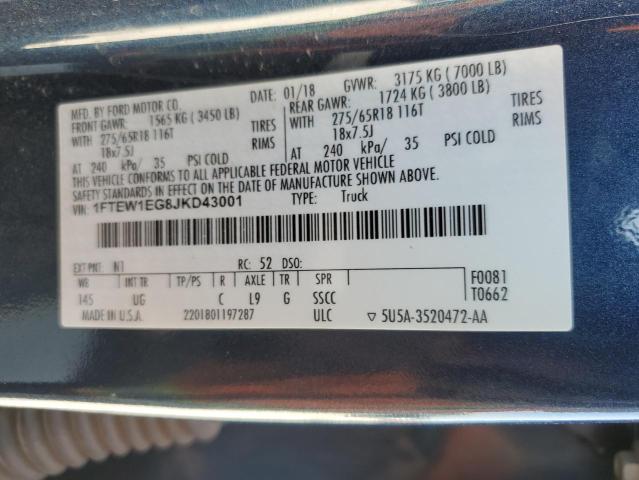 MFD. BY FORD MOTOR CO.
DATE: 01/18 GVWR: 3175 KG ( 7000 LB)
FRONT GAWR: 1565 KG ( 3450 LB)
REAR GAWR: 1724 KG ( 3800 LB)
WITH 275/65R18 116T TIRES
WITH 275/65R18 116T TIRES
18x7.5J RIMS
18x7.5J RIMS
AT 240 kPa/ 35 PSI COLD
AT 240 kPa/ 35 PSI COLD
THIS VEHICLE CONFORMS TO ALL APPLICABLE FEDERAL MOTOR VEHICLE
SAFETY STANDARDS IN EFFECT ON THE DATE OF MANUFACTURE SHOWN ABOVE.
VIN: 1FTEW1EG8JKD43001 TYPE: Truck
EXT PNT: N1 RC: 52 DSO:
WB INT TR TP/PS R AXLE TR SPR F0081
145 UG C L9 G SSCC T0662
MADE IN U.S.A. 2201801197287 ULC ▽ 5U5A-3520472-AA